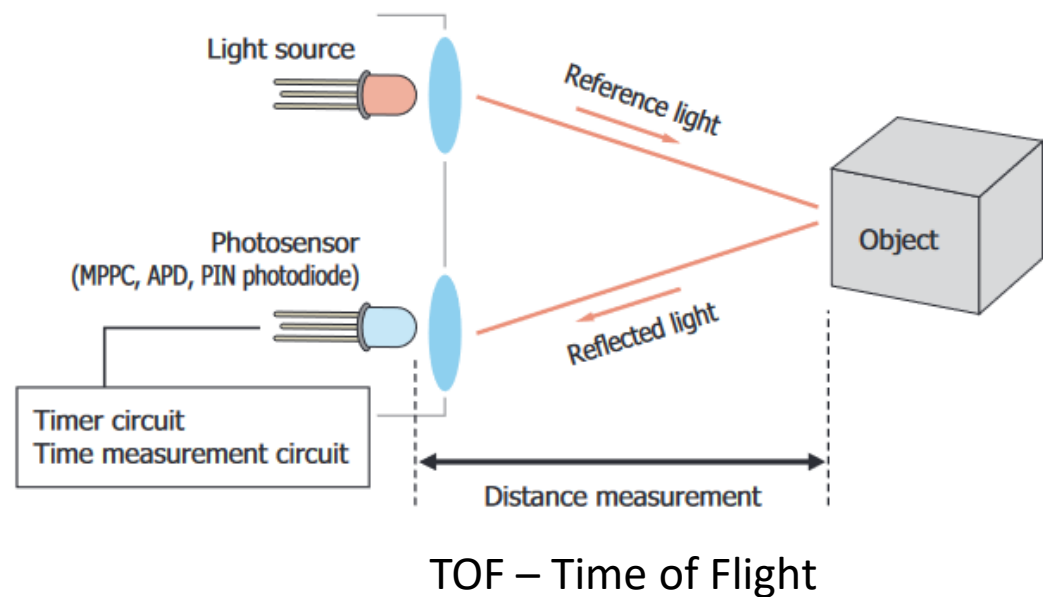 Light source
Reference light
Photosensor
(MPPC, APD, PIN photodiode)
Object
Reflected light
Timer circuit
Time measurement circuit
Distance measurement
TOF – Time of Flight